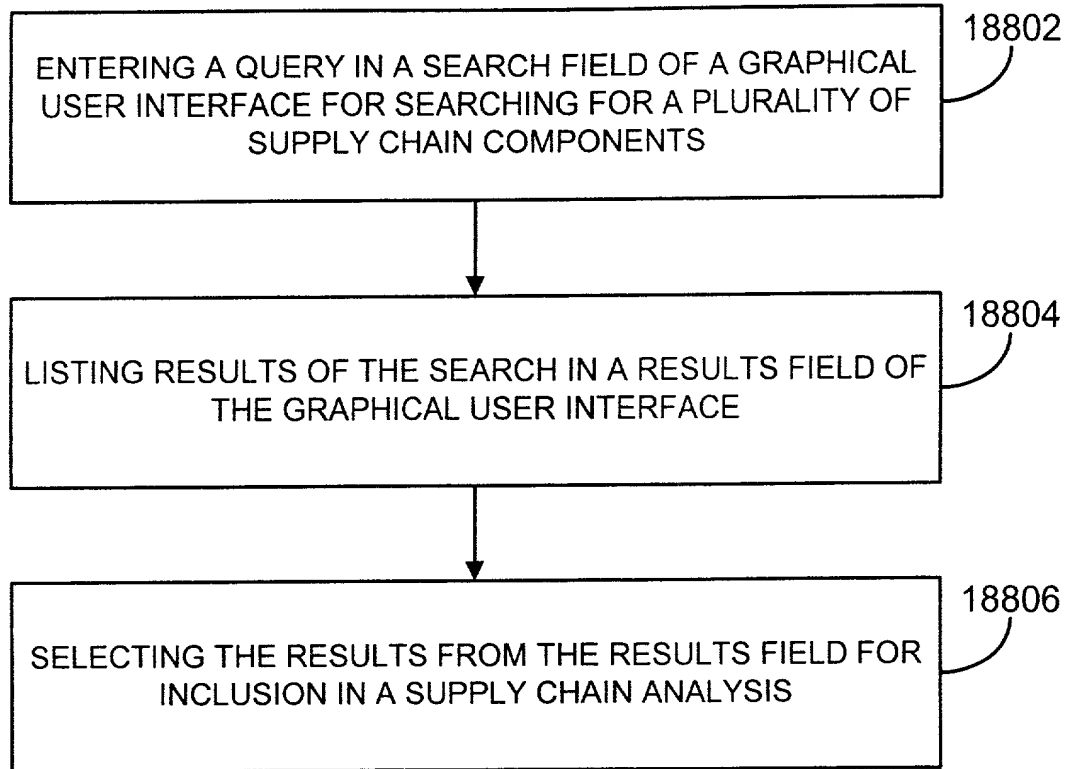 18802
ENTERING A QUERY IN A SEARCH FIELD OF A GRAPHICAL
USER INTERFACE FOR SEARCHING FOR A PLURALITY OF
SUPPLY CHAIN COMPONENTS
18804
LISTING RESULTS OF THE SEARCH IN A RESULTS FIELD OF
THE GRAPHICAL USER INTERFACE
18806
SELECTING THE RESULTS FROM THE RESULTS FIELD FOR
INCLUSION IN A SUPPLY CHAIN ANALYSIS